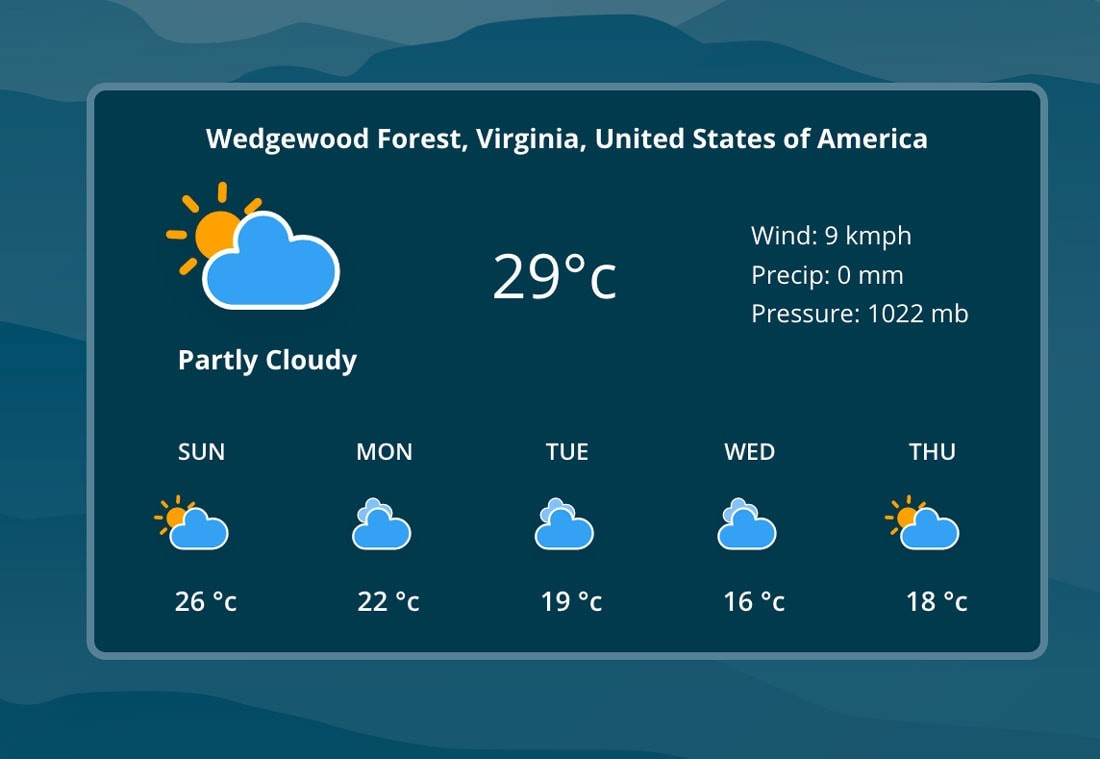 Wedgewood Forest, Virginia, United States of America
29°c
Wind: 9 kmph
Precip: 0 mm
Pressure: 1022 mb
Partly Cloudy
SUN MON TUE WED THU
26 °c 22 °c 19 °c 16 °c 18 °c